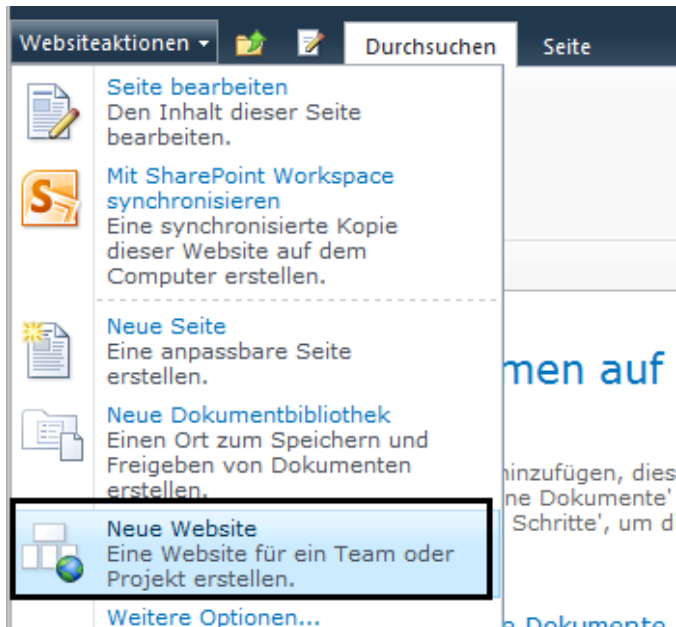 Websiteaktionen
Durchsuchen
Seite
Seite bearbeiten
Den Inhalt dieser Seite
bearbeiten.
Mit SharePoint Workspace
synchronisieren
Eine synchronisierte Kopie
dieser Website auf dem
Computer erstellen.
Neue Seite
Eine anpassbare Seite
erstellen.
Neue Dokumentbibliothek
Einen Ort zum Speichern und
Freigeben von Dokumenten
erstellen.
Neue Website
Eine Website für ein Team oder
Projekt erstellen.
Weitere Optionen...
men auf
hinzufügen, dies
ne Dokumente'
Schritte', um d
Dokumente